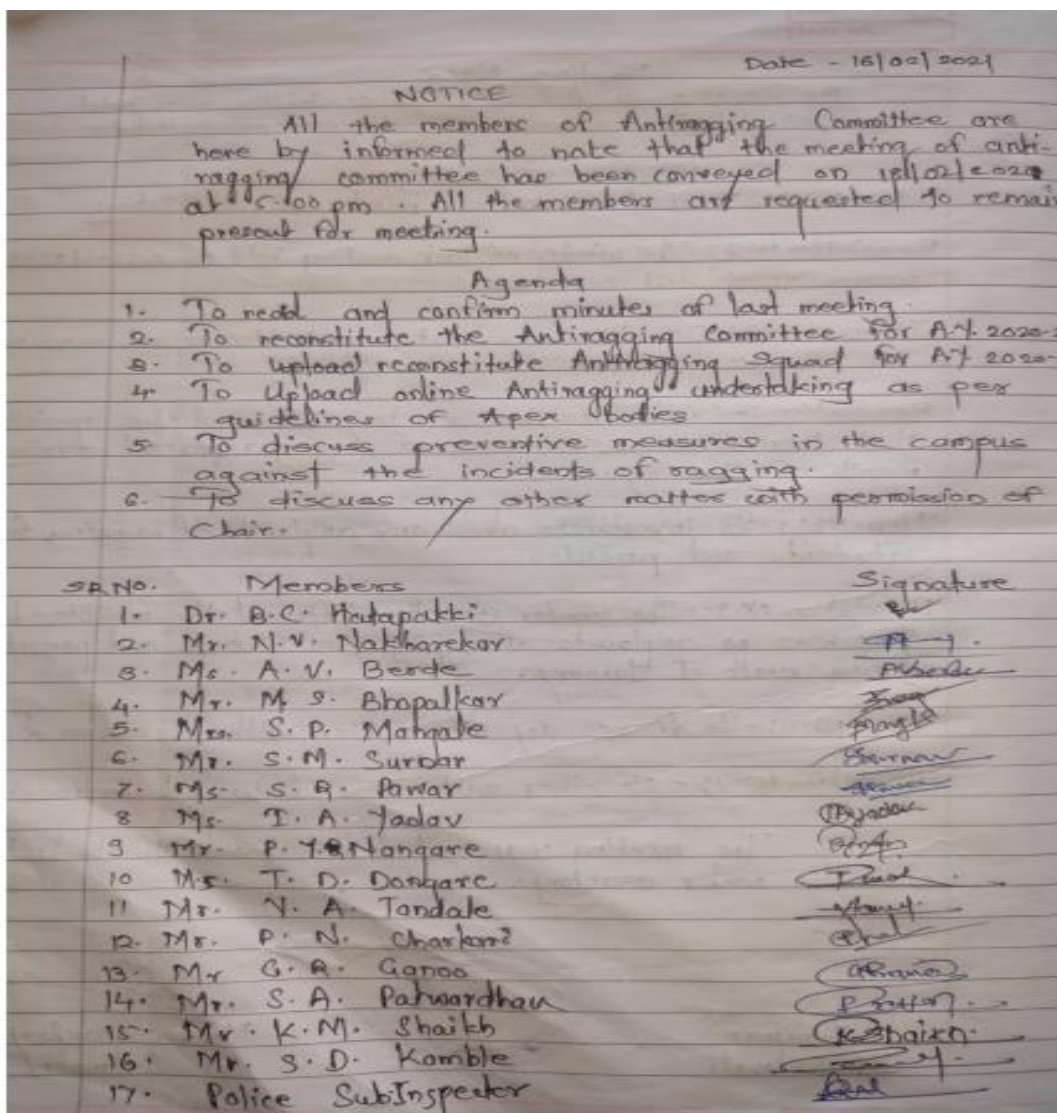 Date - 16/02/2021
NOTICE
All the members of Antiragging Committee are
here by informed to note that the meeting of anti-
ragging committee has been conveyed on 18/02/2021
at 5:00 pm. All the members are requested to remain
present for meeting.
Agenda
1. To read and confirm minutes of last meeting.
2. To reconstitute the Antiragging Committee for A.Y. 2020-
3. To upload reconstitute Antiragging Squad for A.Y 2020-
4. To Upload online Antiragging undertaking as per
guidelines of Apex bodies
5. To discuss preventive measures in the campus
against the incidents of ragging.
6. To discuss any other matter with permission of
Chair.
SR NO. Members Signature
1. Dr. B.C. Hatapakki
2. Mr. N.V. Nakharekar
3. Ms. A.V. Berde
4. Mr. M S. Bhopalkar
5. Mrs. S. P. Mahgale
6. Mr. S.M. Survar
7. Ms. S. R. Pawar
8 Ms. T. A. Yadav
9 Mr. P. Y. Nangare
10 Ms. T. D. Dongare
11 Mr. V. A. Tandale
12. Mr. P. N. Charkari
13. Mr G. R. Ganoo
14. Mr. S. A. Patwardhan
15. Mr. K.M. Shaikh K Shaikh
16. Mr. S. D. Kamble
17. Police SubInspector